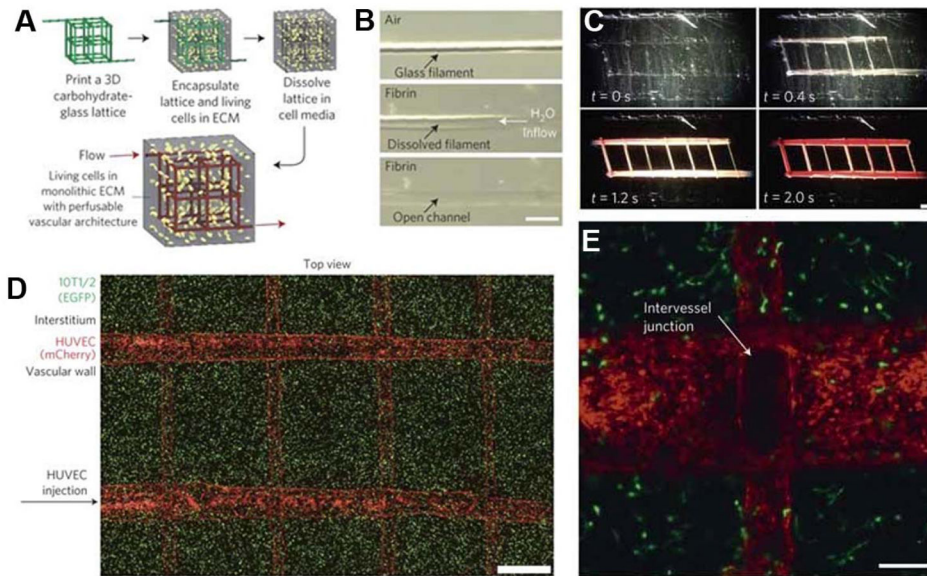 A
Print a 3D
carbohydrate-
glass lattice
Encapsulate
lattice and living
cells in ECM
Dissolve
lattice in
cell media
Flow
Living cells in
monolithic ECM
with perfusable
vascular architecture
B
Air
Glass filament
Fibrin
H2O
Inflow
Dissolved filament
Fibrin
Open channel
C
t = 0 s
t = 0.4 s
t = 1.2 s
t = 2.0 s
D
Top view
10T1/2
(EGFP)
Interstitium
HUVEC
(mCherry)
Vascular wall
HUVEC
injection
E
Intervessel
junction